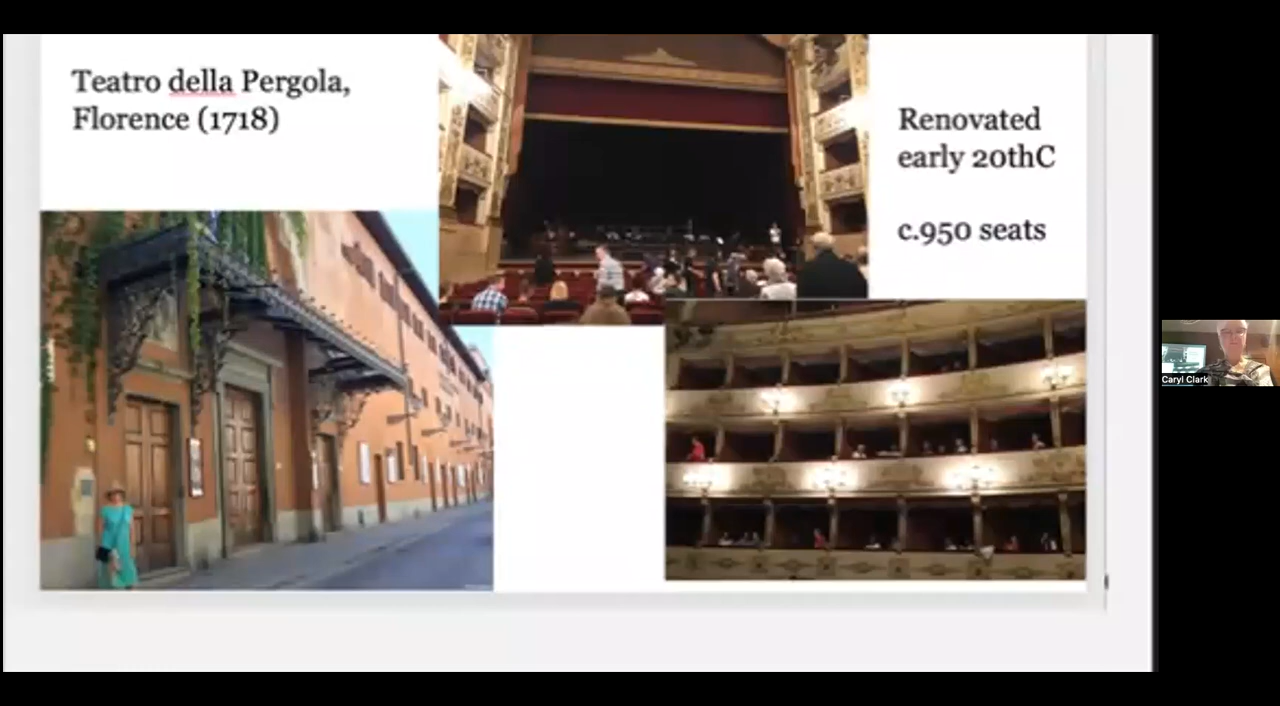 Teatro della Pergola,
Florence (1718)
Renovated
early 20thC
c.950 seats
Caryl Clark